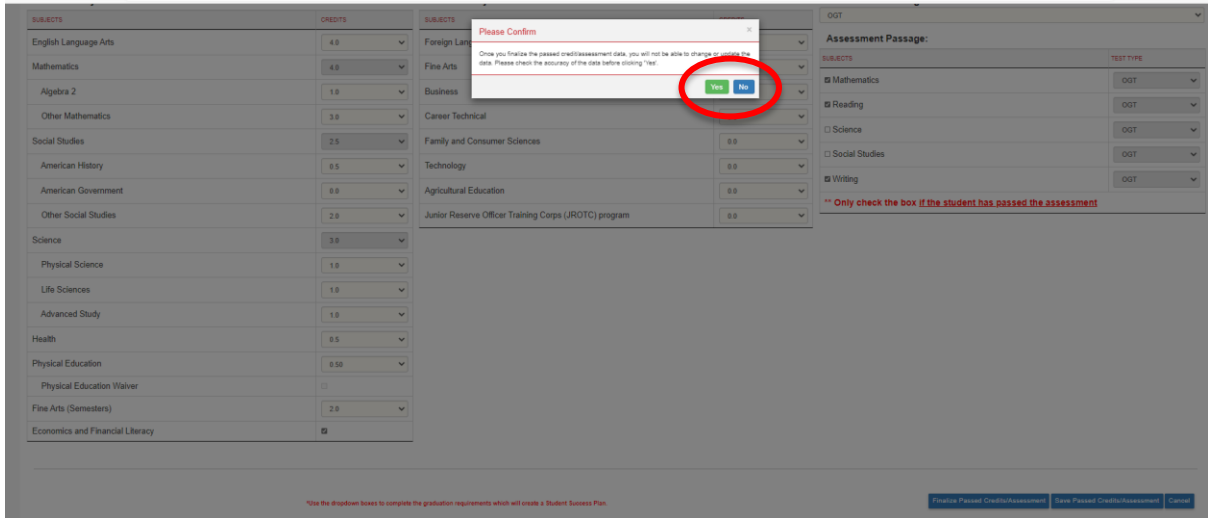 SUBJECTS CREDITS
English Language Arts 4.0
Mathematics 4.0
Algebra 2 1.0
Other Mathematics 3.0
Social Studies 2.5
American History 0.5
American Government 0.0
Other Social Studies 2.0
Science 3.0
Physical Science 1.0
Life Sciences 1.0
Advanced Study 1.0
Health 0.5
Physical Education 0.50
Physical Education Waiver
Fine Arts (Semesters) 2.0
Economics and Financial Literacy
SUBJECTS
Foreign Lang
Fine Arts
Business
Career Technical
Family and Consumer Sciences 0.0
Technology 0.0
Agricultural Education 0.0
Junior Reserve Officer Training Corps (JROTC) program 0.0
Please Confirm ×
Once you finalize the passed credit/assessment data, you will not be able to change or update the
data. Please check the accuracy of the data before clicking 'Yes'.
Yes No
OGT
Assessment Passage:
SUBJECTS TEST TYPE
Mathematics OGT
Reading OGT
Science OGT
Social Studies OGT
Writing OGT
** Only check the box if the student has passed the assessment
*Use the dropdown boxes to complete the graduation requirements which will create a Student Success Plan.
Finalize Passed Credits/Assessment Save Passed Credits/Assessment Cancel